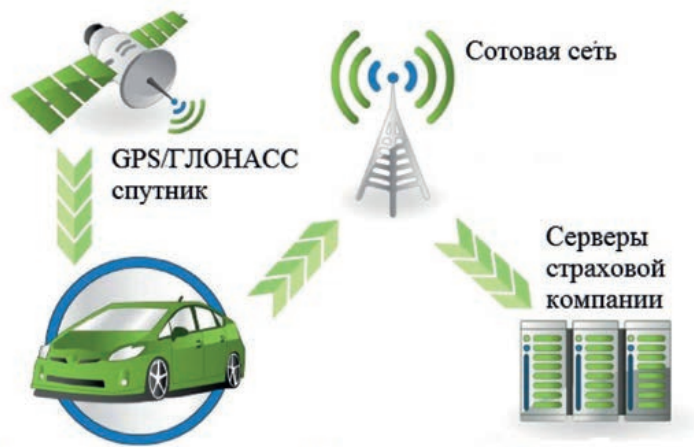 Сотовая сеть
GPS/ГЛОНАСС
спутник
Серверы
страховой
компании